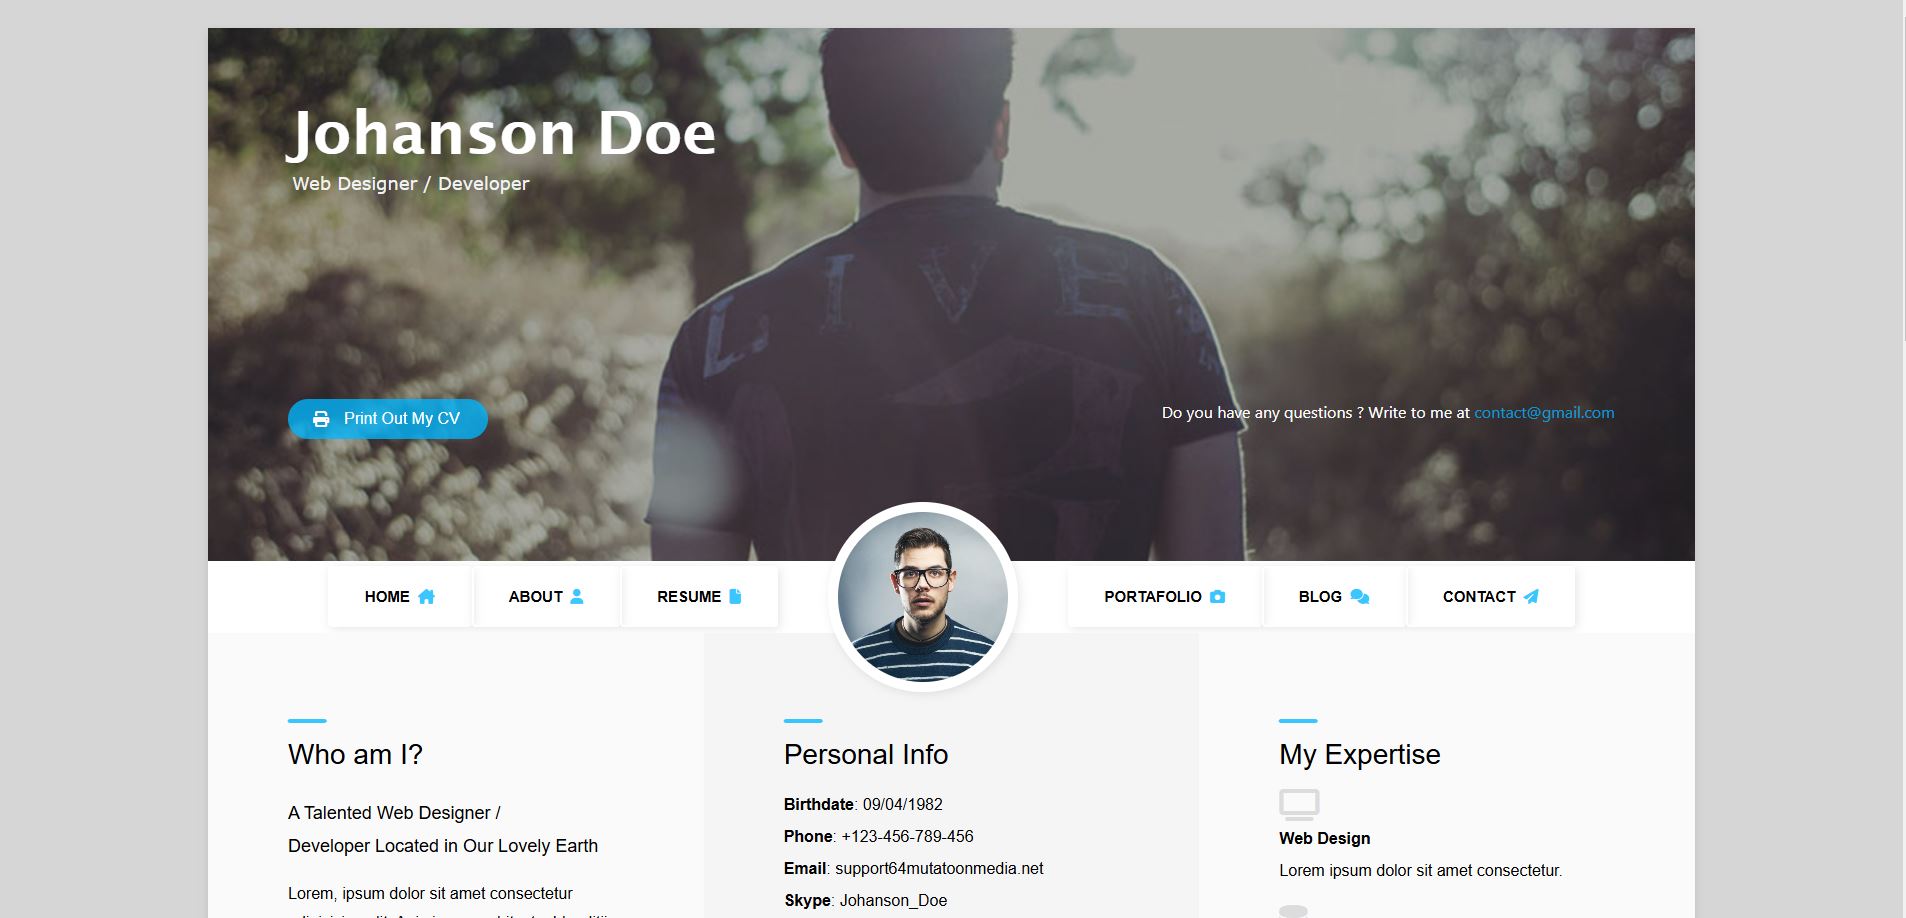 Johanson Doe
Web Designer / Developer
L I V E
Print Out My CV
Do you have any questions ? Write to me at contact@gmail.com
HOME
ABOUT
RESUME
PORTAFOLIO
BLOG
CONTACT
Who am I?
A Talented Web Designer /
Developer Located in Our Lovely Earth
Lorem, ipsum dolor sit amet consectetur
Personal Info
Birthdate: 09/04/1982
Phone: +123-456-789-456
Email: support64mutatoonmedia.net
Skype: Johanson_Doe
My Expertise
Web Design
Lorem ipsum dolor sit amet consectetur.